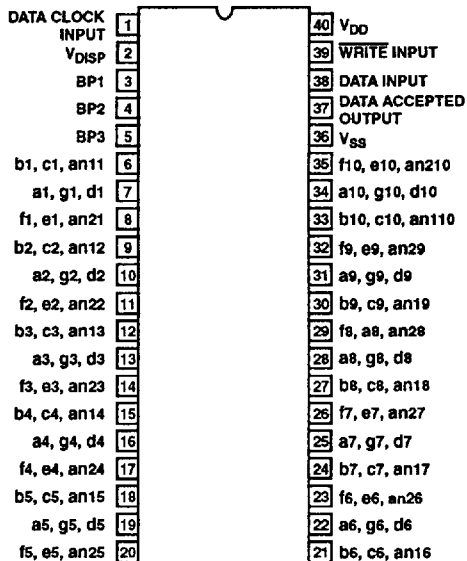 DATA CLOCK
INPUT 1
VDISP 2
BP1 3
BP2 4
BP3 5
b1, c1, an11 6
a1, g1, d1 7
f1, e1, an21 8
b2, c2, an12 9
a2, g2, d2 10
f2, e2, an22 11
b3, c3, an13 12
a3, g3, d3 13
f3, e3, an23 14
b4, c4, an14 15
a4, g4, d4 16
f4, e4, an24 17
b5, c5, an15 18
a5, g5, d5 19
f5, e5, an25 20
40 VDD
39 WRITE INPUT
38 DATA INPUT
37 DATA ACCEPTED
OUTPUT
36 VSS
35 f10, e10, an210
34 a10, g10, d10
33 b10, c10, an110
32 f9, e9, an29
31 a9, g9, d9
30 b9, c9, an19
29 f8, a8, an28
28 a8, g8, d8
27 b8, c8, an18
26 f7, e7, an27
25 a7, g7, d7
24 b7, c7, an17
23 f6, e6, an26
22 a6, g6, d6
21 b6, c6, an16